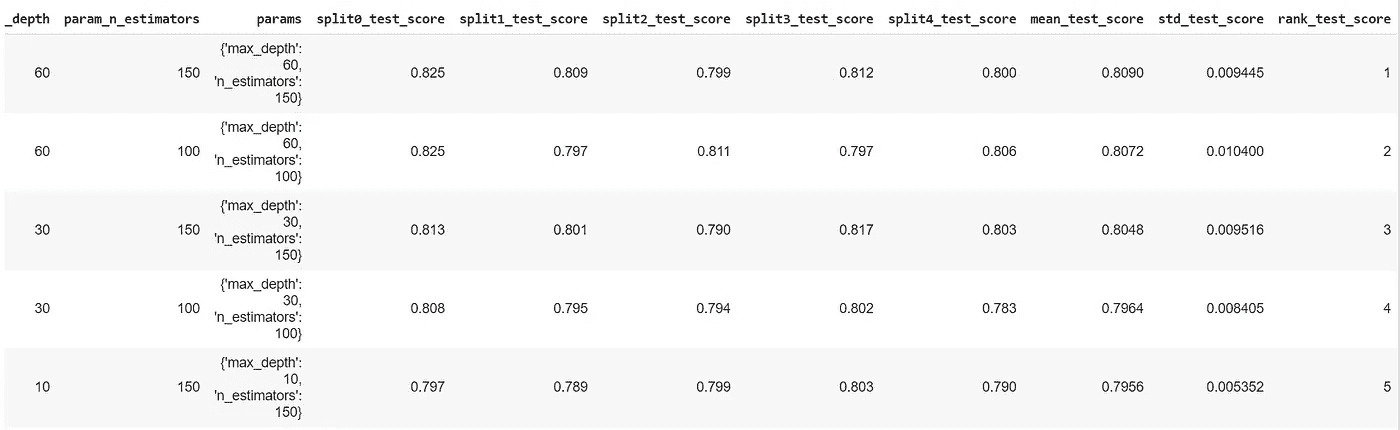 _depth param_n_estimators params split0_test_score split1_test_score split2_test_score split3_test_score split4_test_score mean_test_score std_test_score rank_test_score
{'max_depth':
60,
60 150 'n_estimators': 0.825 0.809 0.799 0.812 0.800 0.8090 0.009445 1
150}
{'max_depth':
60,
60 100 'n_estimators': 0.825 0.797 0.811 0.797 0.806 0.8072 0.010400 2
100}
{'max_depth':
30,
30 150 'n_estimators': 0.813 0.801 0.790 0.817 0.803 0.8048 0.009516 3
150}
{'max_depth':
30,
30 100 'n_estimators': 0.808 0.795 0.794 0.802 0.783 0.7964 0.008405 4
100}
{'max_depth':
10,
10 150 'n_estimators': 0.797 0.789 0.799 0.803 0.790 0.7956 0.005352 5
150}